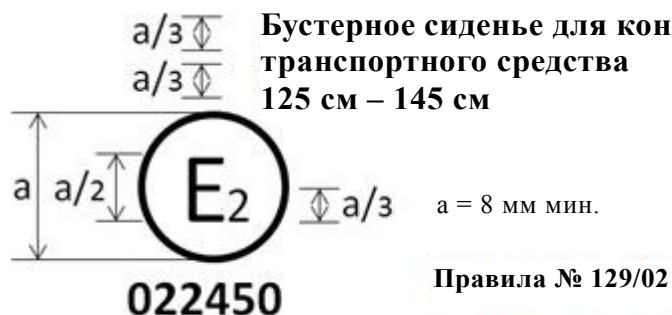 a/3
Бустерное сиденье для кон
a/3
транспортного средства
125 см – 145 см
a
a/2
E2
a/3
a = 8 мм мин.
Правила № 129/02
022450